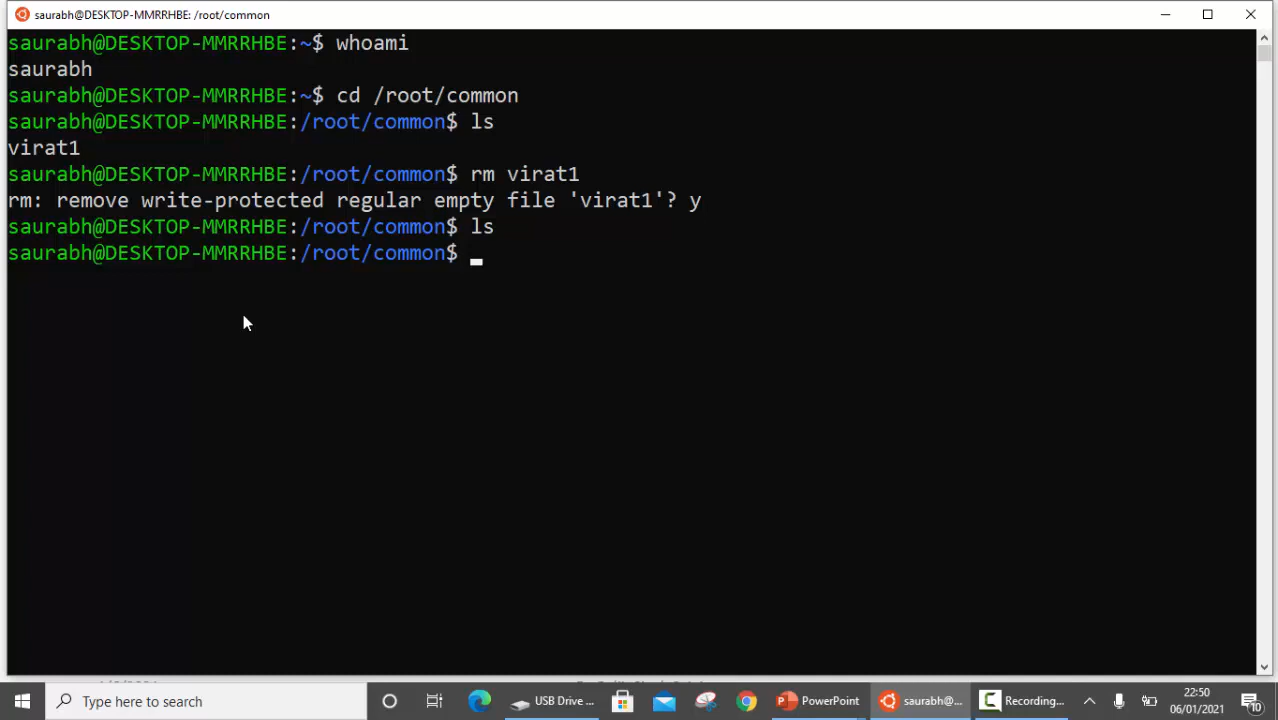 saurabh@DESKTOP-MMRRHBE: /root/common
saurabh@DESKTOP-MMRRHBE:~$ whoami
saurabh
saurabh@DESKTOP-MMRRHBE:~$ cd /root/common
saurabh@DESKTOP-MMRRHBE:/root/common$ ls
virat1
saurabh@DESKTOP-MMRRHBE:/root/common$ rm virat1
rm: remove write-protected regular empty file 'virat1'? y
saurabh@DESKTOP-MMRRHBE:/root/common$ ls
saurabh@DESKTOP-MMRRHBE:/root/common$
Type here to search
USB Drive ...
PowerPoint
saurabh@...
Recording...
22:50
06/01/2021
10